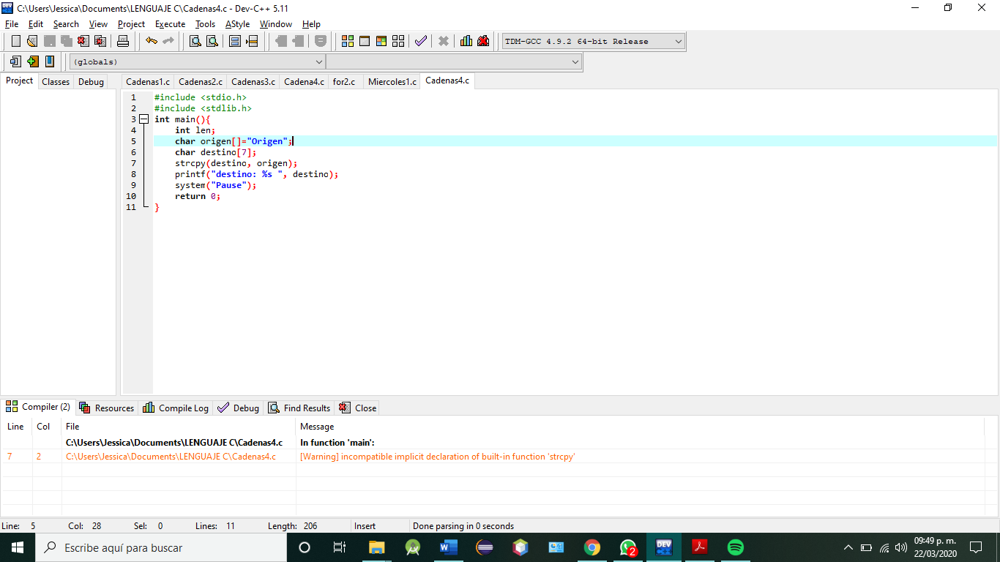 C:\Users\Jessica\Documents\LENGUAJE C\Cadenas4.c - Dev-C++ 5.11
File Edit Search View Project Execute Tools AStyle Window Help
TDM-GCC 4.9.2 64-bit Release
(globals)
Project Classes Debug Cadenas1.c Cadenas2.c Cadenas3.c Cadena4.c for2.c Miercoles1.c Cadenas4.c
1 #include <stdio.h>
2 #include <stdlib.h>
3 int main(){
4 int len;
5 char origen[]="Origen";
6 char destino[7];
7 strcpy(destino, origen);
8 printf("destino: %s ", destino);
9 system("Pause");
10 return 0;
11 }
Compiler (2) Resources Compile Log Debug Find Results Close
Line Col File Message
C:\Users\Jessica\Documents\LENGUAJE C\Cadenas4.c In function 'main':
7 2 C:\Users\Jessica\Documents\LENGUAJE C\Cadenas4.c [Warning] incompatible implicit declaration of built-in function 'strcpy'
Line: 5 Col: 28 Sel: 0 Lines: 11 Length: 206 Insert Done parsing in 0 seconds
Escribe aquí para buscar
2
DEV
09:49 p. m.
22/03/2020